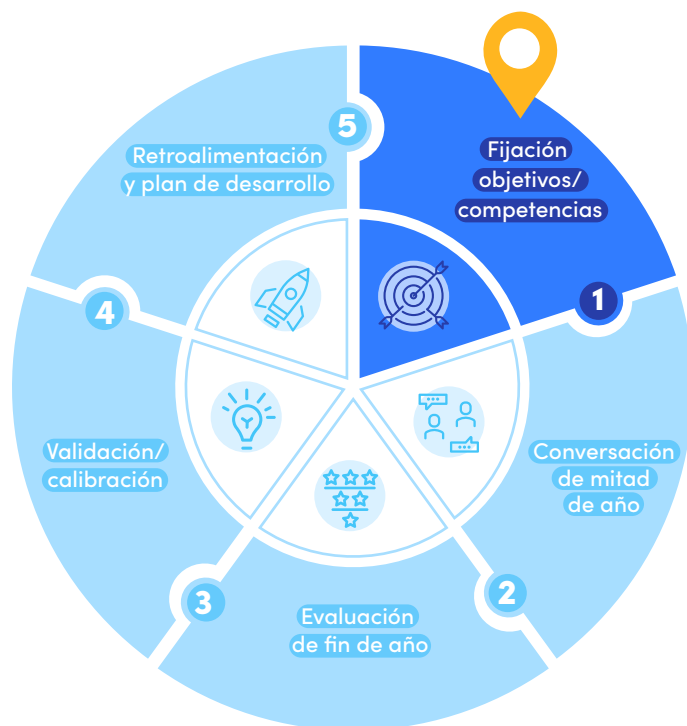 Fijación
objetivos/
competencias
1
Conversación
de mitad
de año
2
Evaluación
de fin de año
3
Validación/
calibración
4
Retroalimentación
y plan de desarrollo
5